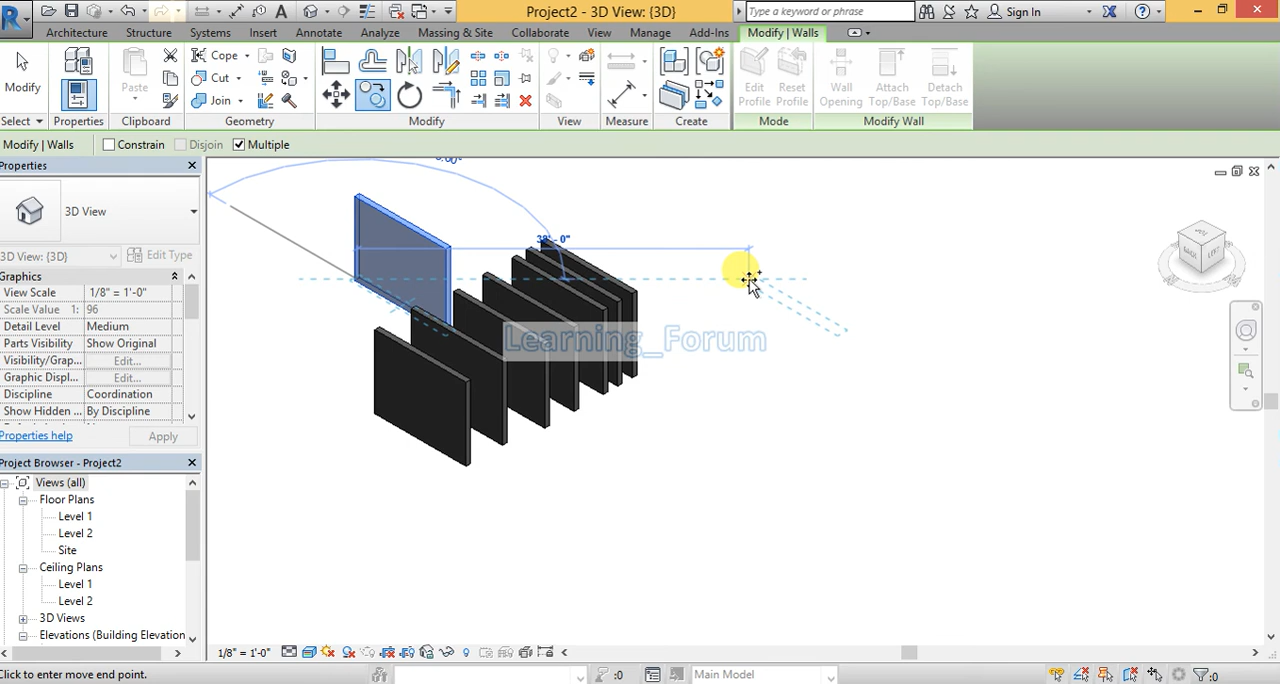 Project2 - 3D View: {3D}
Type a keyword or phrase
Sign In
Architecture Structure Systems Insert Annotate Analyze Massing & Site Collaborate View Manage Add-Ins Modify | Walls
Modify
Select
Properties
Paste
Clipboard
Cope
Cut
Join
Geometry
Modify
View
Measure
Create
Edit Profile
Reset Profile
Mode
Wall Opening
Attach Top/Base
Detach Top/Base
Modify Wall
Modify | Walls Constrain Disjoin Multiple
Properties
3D View
3D View: {3D} Edit Type
Graphics
View Scale 1/8" = 1'-0"
Scale Value 1: 96
Detail Level Medium
Parts Visibility Show Original
Visibility/Grap... Edit...
Graphic Displ... Edit...
Discipline Coordination
Show Hidden ... By Discipline
Properties help Apply
Project Browser - Project2
Views (all)
Floor Plans
Level 1
Level 2
Site
Ceiling Plans
Level 1
Level 2
3D Views
Elevations (Building Elevation
38' - 0"
Learning_Forum
1/8" = 1'-0"
Click to enter move end point.
:0
Main Model
:0